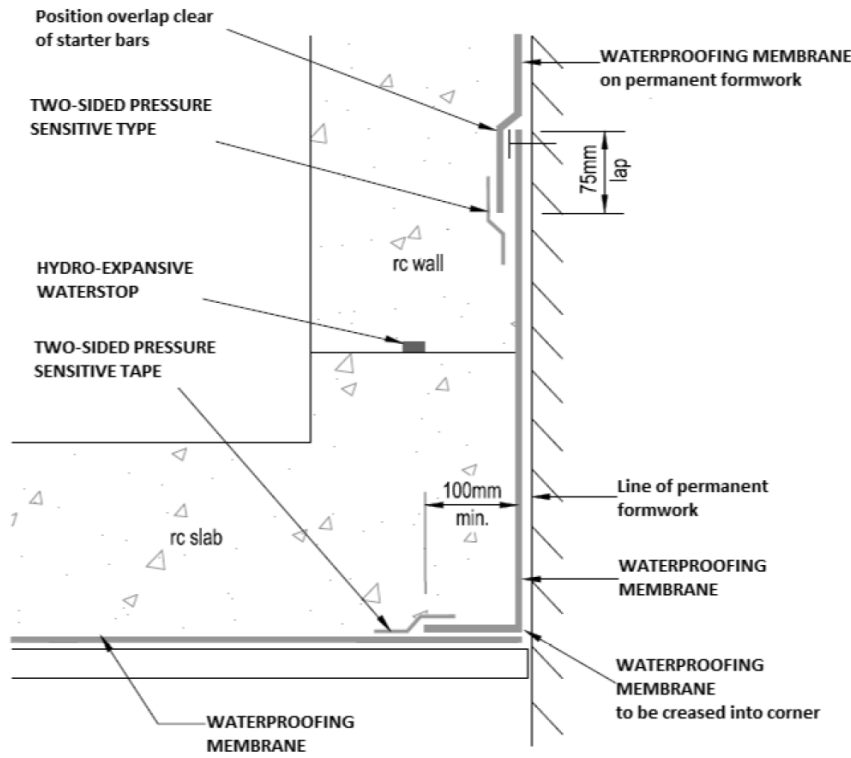 Position overlap clear
of starter bars
WATERPROOFING MEMBRANE
on permanent formwork
TWO-SIDED PRESSURE
SENSITIVE TYPE
75mm
lap
rc wall
HYDRO-EXPANSIVE
WATERSTOP
TWO-SIDED PRESSURE
SENSITIVE TAPE
100mm
min.
Line of permanent
formwork
rc slab
WATERPROOFING
MEMBRANE
WATERPROOFING
MEMBRANE
to be creased into corner
WATERPROOFING
MEMBRANE